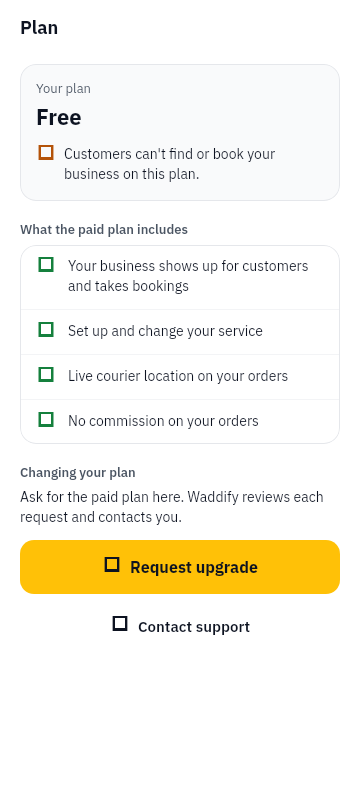 Plan
Your plan
Free
Customers can't find or book your
business on this plan.
What the paid plan includes
Your business shows up for customers
and takes bookings
Set up and change your service
Live courier location on your orders
No commission on your orders
Changing your plan
Ask for the paid plan here. Waddify reviews each
request and contacts you.
Request upgrade
Contact support